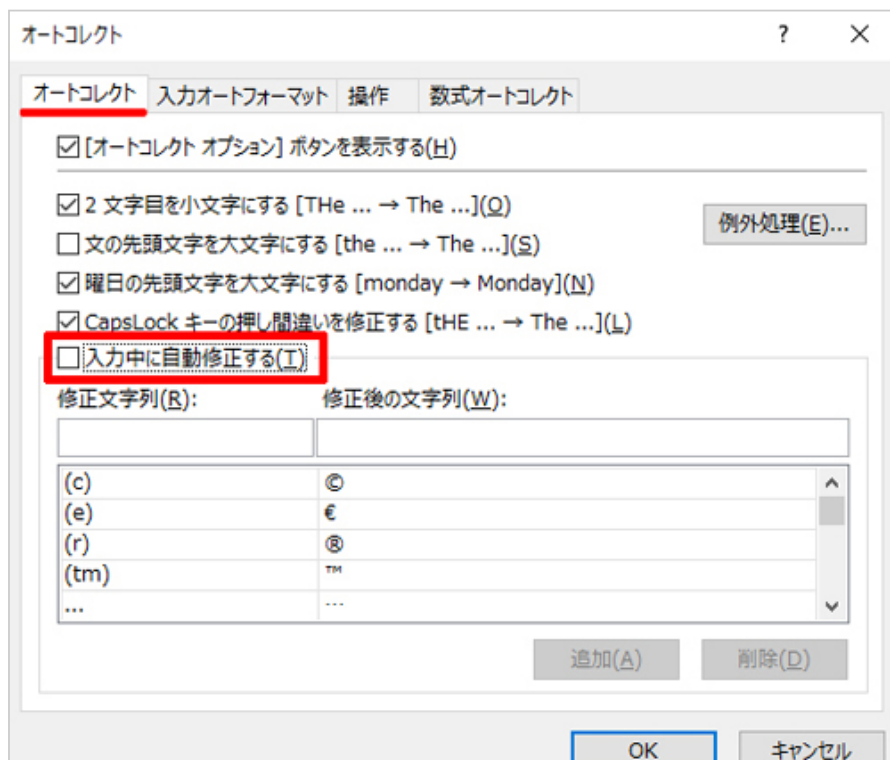 オートコレクト ? ×
オートコレクト 入力オートフォーマット 操作 数式オートコレクト
[オートコレクト オプション] ボタンを表示する(H)
2 文字目を小文字にする [THe ... → The ...](O)
例外処理(E)...
文の先頭文字を大文字にする [the ... → The ...](S)
曜日の先頭文字を大文字にする [monday → Monday](N)
CapsLock キーの押し間違いを修正する [tHE ... → The ...](L)
入力中に自動修正する(T)
修正文字列(R): 修正後の文字列(W):
(c) ©
(e) €
(r) ®
(tm) ™
... …
追加(A) 削除(D)
OK キャンセル